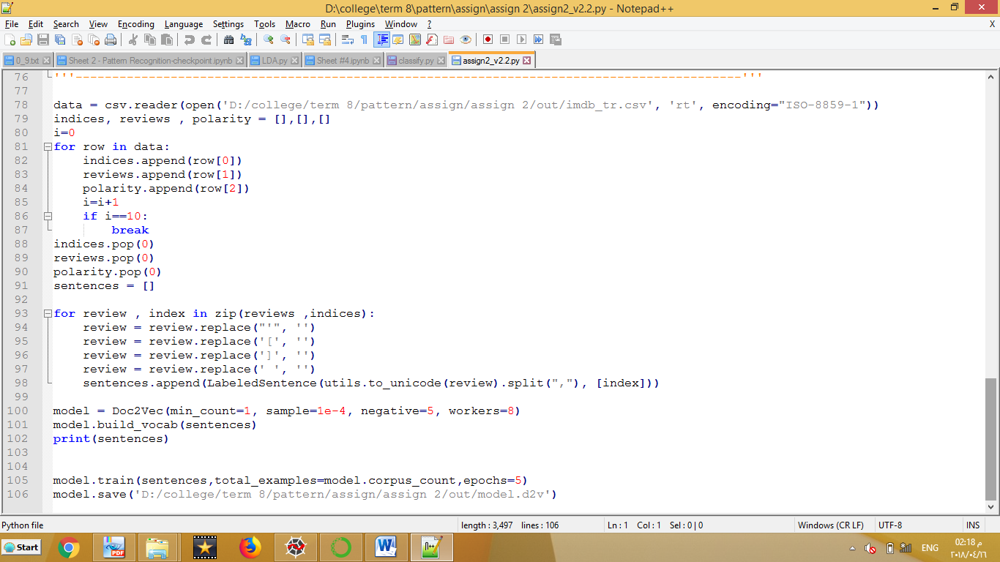 D:\college\term 8\pattern\assign\assign 2\assign2_v2.2.py - Notepad++
File Edit Search View Encoding Language Settings Tools Macro Run Plugins Window ? X
0_9.txt Sheet 2 - Pattern Recognition-checkpoint.ipynb LDA.py Sheet #4.ipynb classify.py assign2_v2.2.py
76 '''-------------------------------------------------------------------------------------------'''
77
78 data = csv.reader(open('D:/college/term 8/pattern/assign/assign 2/out/imdb_tr.csv', 'rt', encoding="ISO-8859-1"))
79 indices, reviews , polarity = [],[],[]
80 i=0
81 for row in data:
82     indices.append(row[0])
83     reviews.append(row[1])
84     polarity.append(row[2])
85     i=i+1
86     if i==10:
87         break
88 indices.pop(0)
89 reviews.pop(0)
90 polarity.pop(0)
91 sentences = []
92
93 for review , index in zip(reviews ,indices):
94     review = review.replace("'", '')
95     review = review.replace('[', '')
96     review = review.replace(']', '')
97     review = review.replace(' ', '')
98     sentences.append(LabeledSentence(utils.to_unicode(review).split(","), [index]))
99
100 model = Doc2Vec(min_count=1, sample=1e-4, negative=5, workers=8)
101 model.build_vocab(sentences)
102 print(sentences)
103
104
105 model.train(sentences,total_examples=model.corpus_count,epochs=5)
106 model.save('D:/college/term 8/pattern/assign/assign 2/out/model.d2v')
Python file length : 3,497 lines : 106 Ln : 1 Col : 1 Sel : 0 | 0 Windows (CR LF) UTF-8 INS
Start PDF W ENG 02:18 م
٢٠١٨/٠٤/١٦